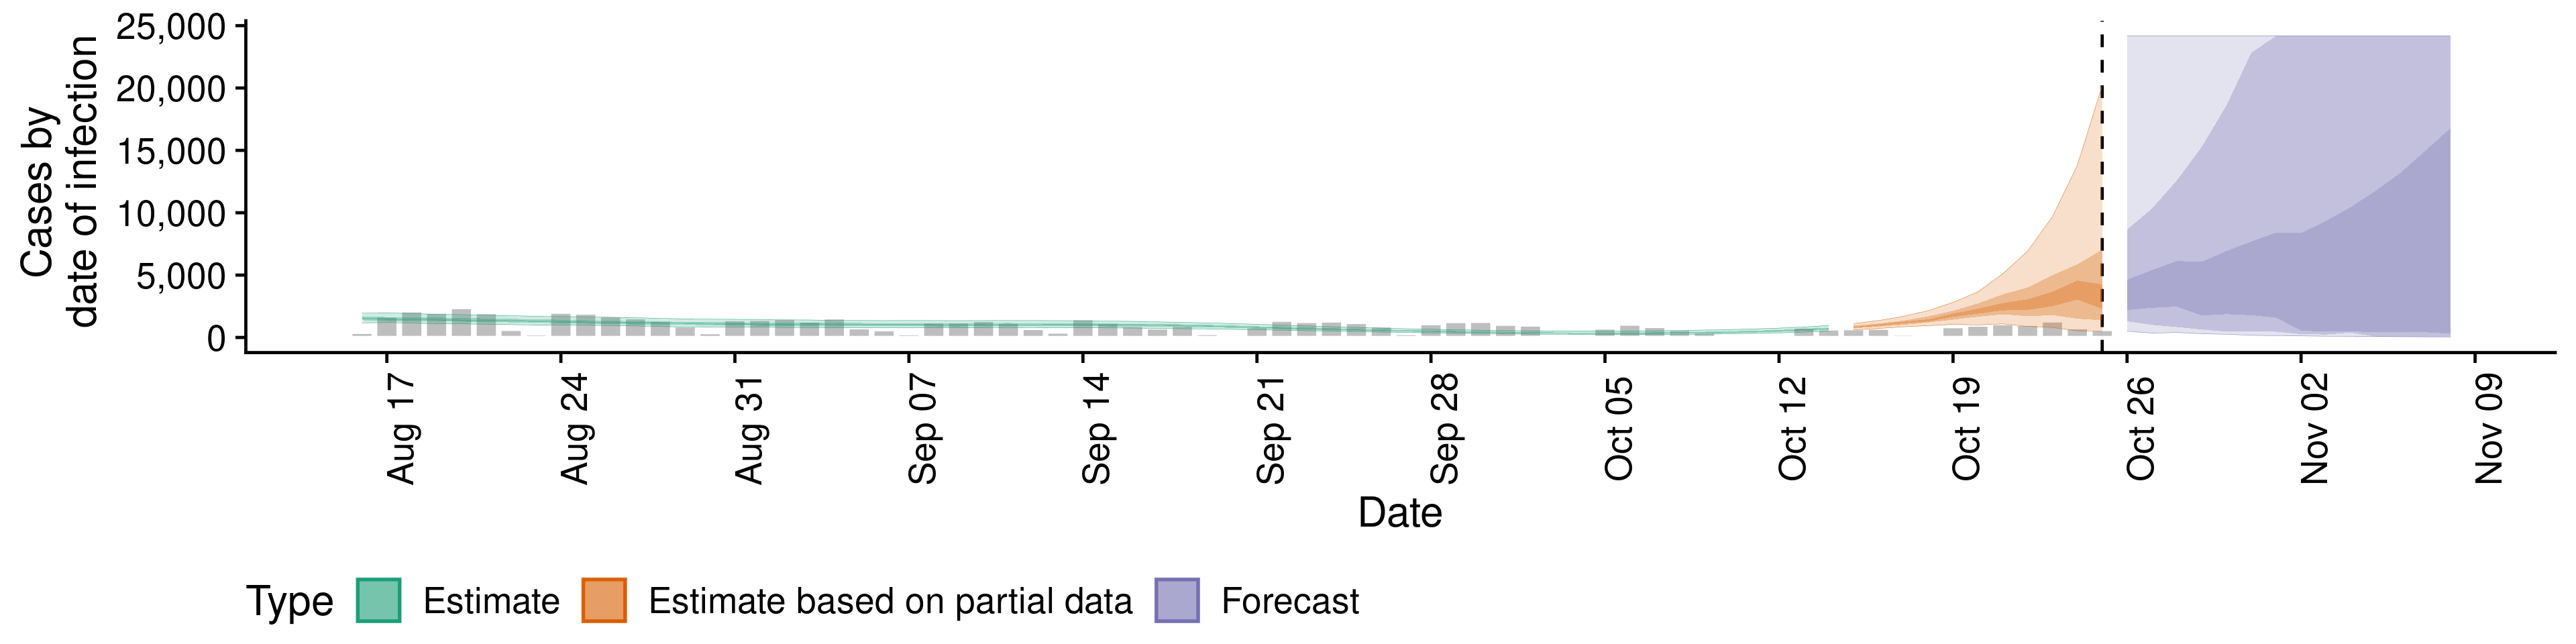 Cases by
date of infection
25,000
20,000
15,000
10,000
5,000
0
Aug 17
Aug 24
Aug 31
Sep 07
Sep 14
Sep 21
Sep 28
Oct 05
Oct 12
Oct 19
Oct 26
Nov 02
Nov 09
Date
Type Estimate Estimate based on partial data Forecast